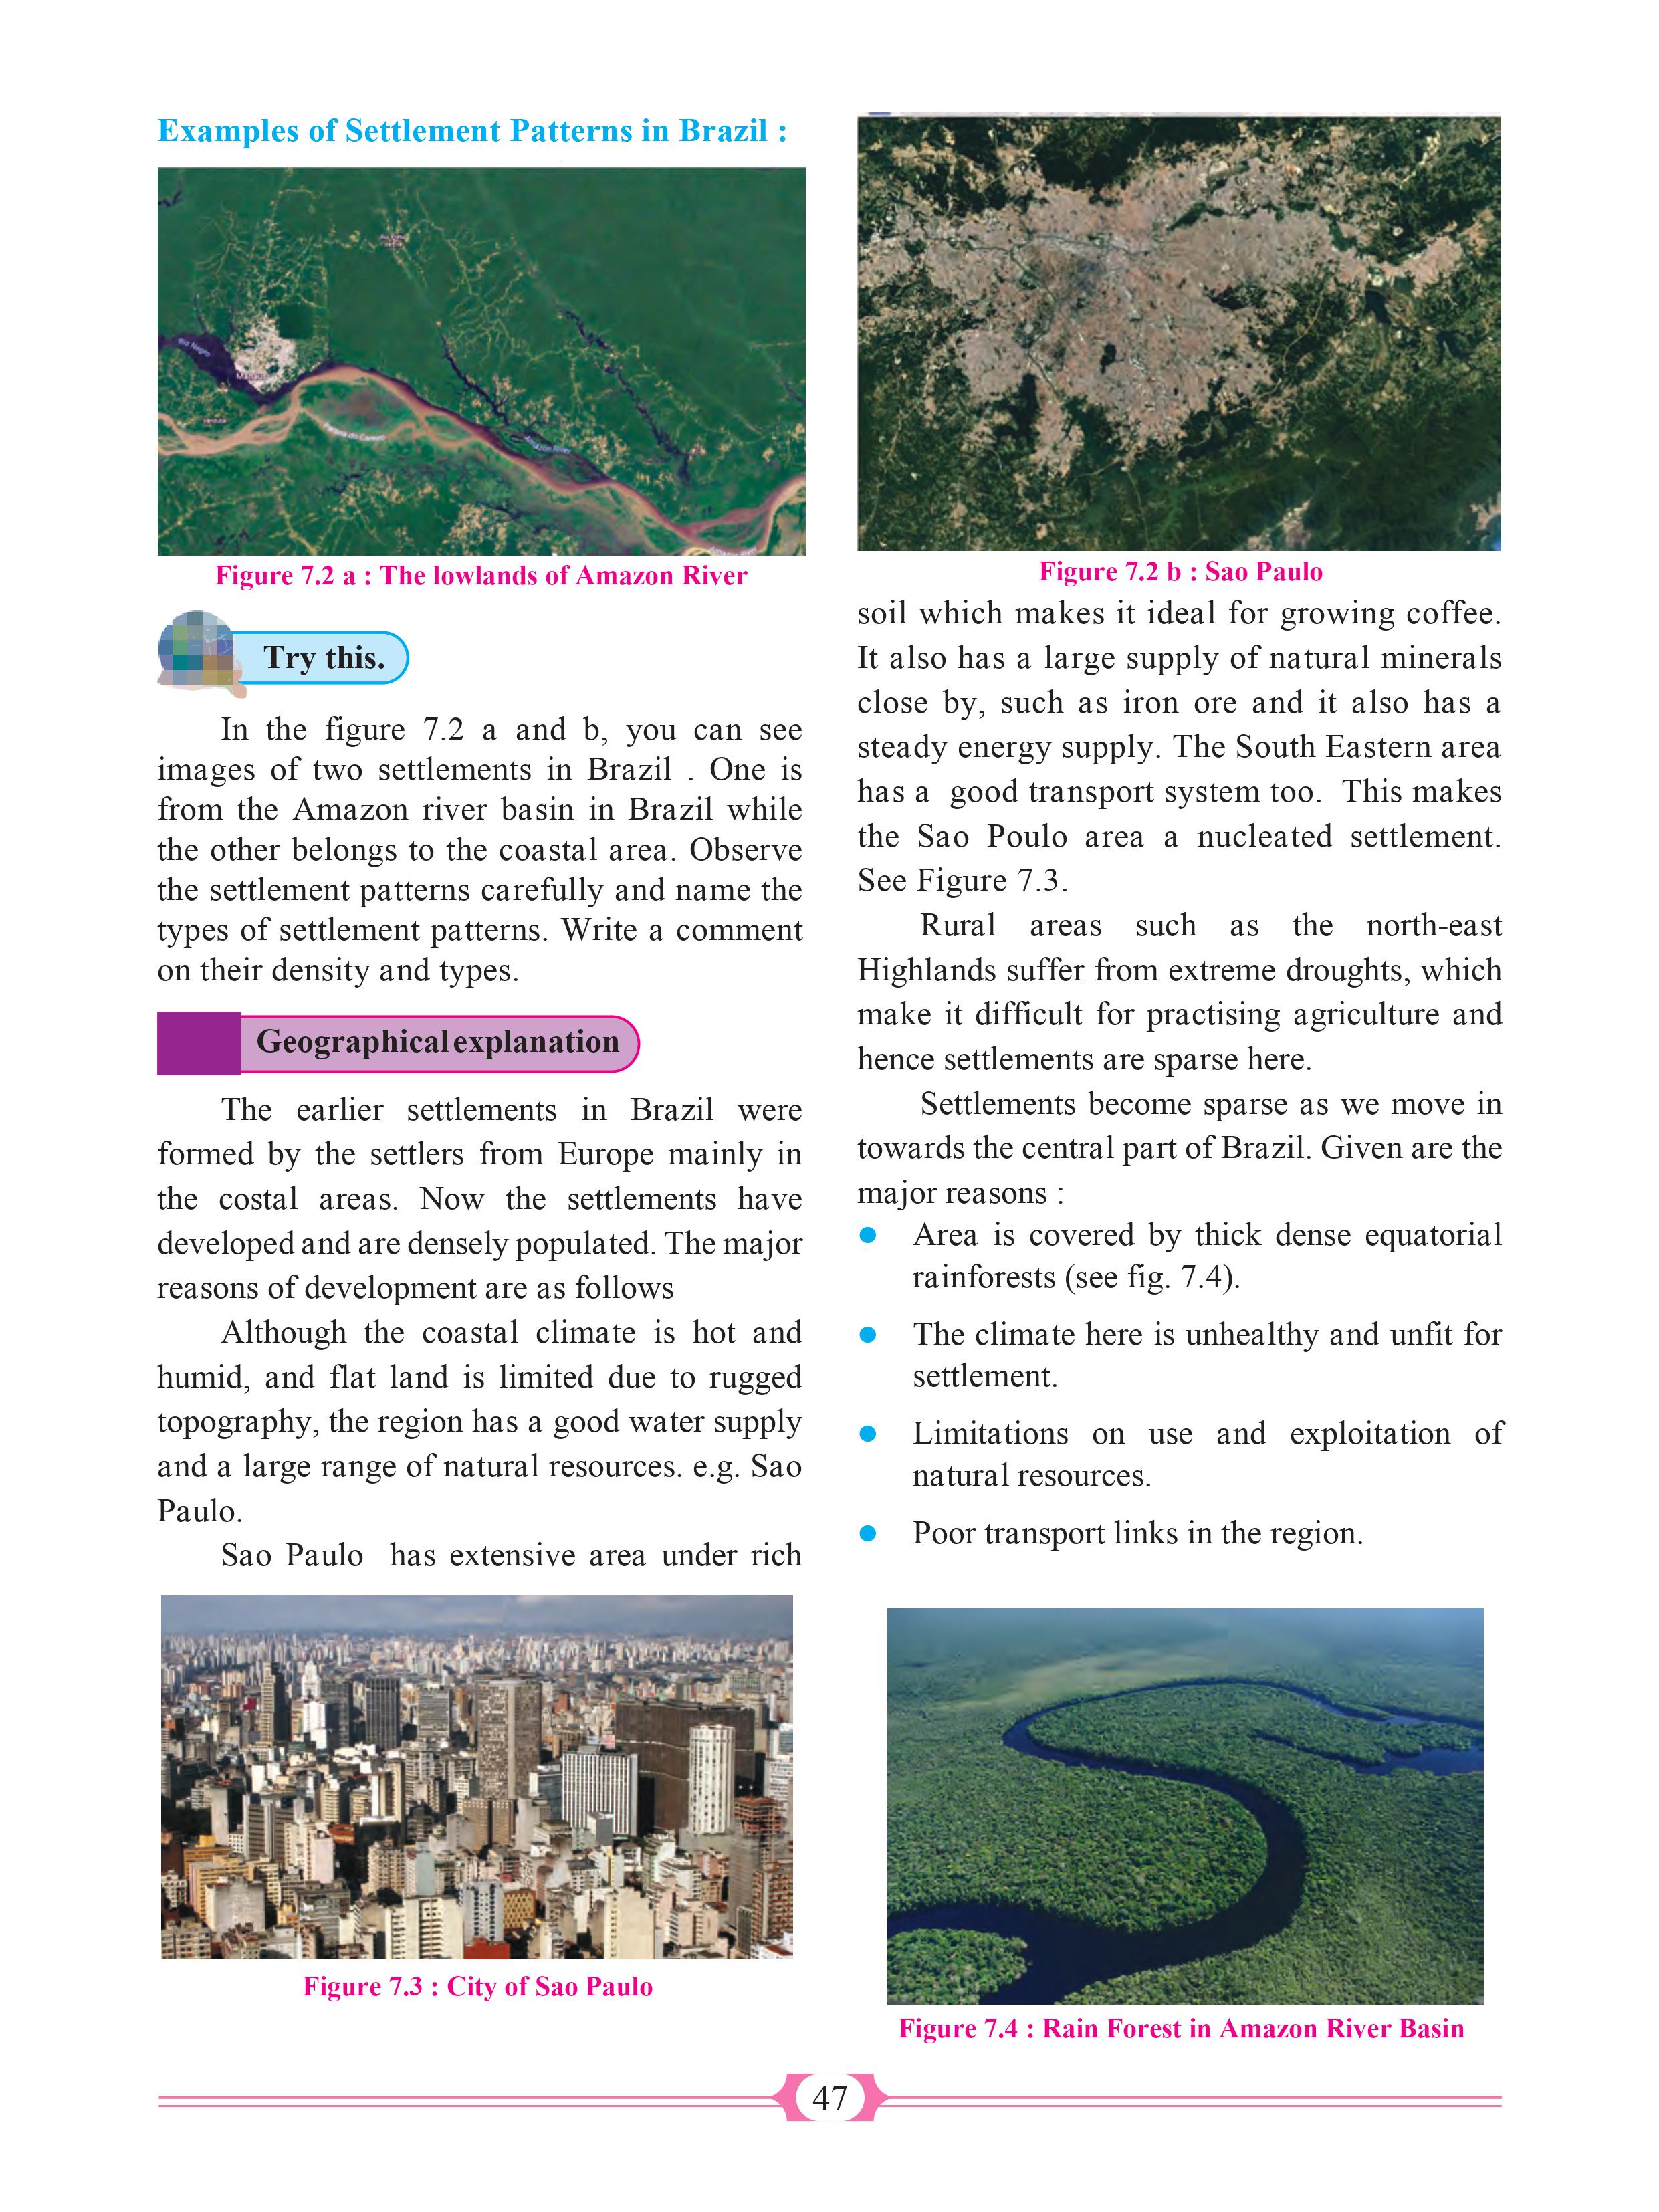 Examples of Settlement Patterns in Brazil :
Rio Negro
Manaus
Parana do Careiro
Amazon River
Amazon River
Figure 7.2 a : The lowlands of Amazon River
Try this.
In the figure 7.2 a and b, you can see
images of two settlements in Brazil . One is
from the Amazon river basin in Brazil while
the other belongs to the coastal area. Observe
the settlement patterns carefully and name the
types of settlement patterns. Write a comment
on their density and types.
Geographical explanation
The earlier settlements in Brazil were
formed by the settlers from Europe mainly in
the costal areas. Now the settlements have
developed and are densely populated. The major
reasons of development are as follows
Although the coastal climate is hot and
humid, and flat land is limited due to rugged
topography, the region has a good water supply
and a large range of natural resources. e.g. Sao
Paulo.
Sao Paulo has extensive area under rich
Figure 7.3 : City of Sao Paulo
Figure 7.2 b : Sao Paulo
soil which makes it ideal for growing coffee.
It also has a large supply of natural minerals
close by, such as iron ore and it also has a
steady energy supply. The South Eastern area
has a good transport system too. This makes
the Sao Poulo area a nucleated settlement.
See Figure 7.3.
Rural areas such as the north-east
Highlands suffer from extreme droughts, which
make it difficult for practising agriculture and
hence settlements are sparse here.
Settlements become sparse as we move in
towards the central part of Brazil. Given are the
major reasons :
● Area is covered by thick dense equatorial
rainforests (see fig. 7.4).
● The climate here is unhealthy and unfit for
settlement.
● Limitations on use and exploitation of
natural resources.
● Poor transport links in the region.
Figure 7.4 : Rain Forest in Amazon River Basin
47